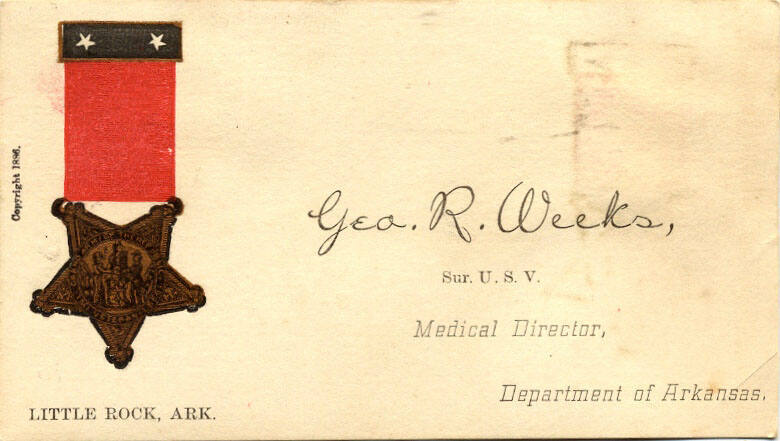 Copyright 1886.
Geo. R. Weeks,
Sur. U. S. V.
Medical Director,
Department of Arkansas.
LITTLE ROCK, ARK.